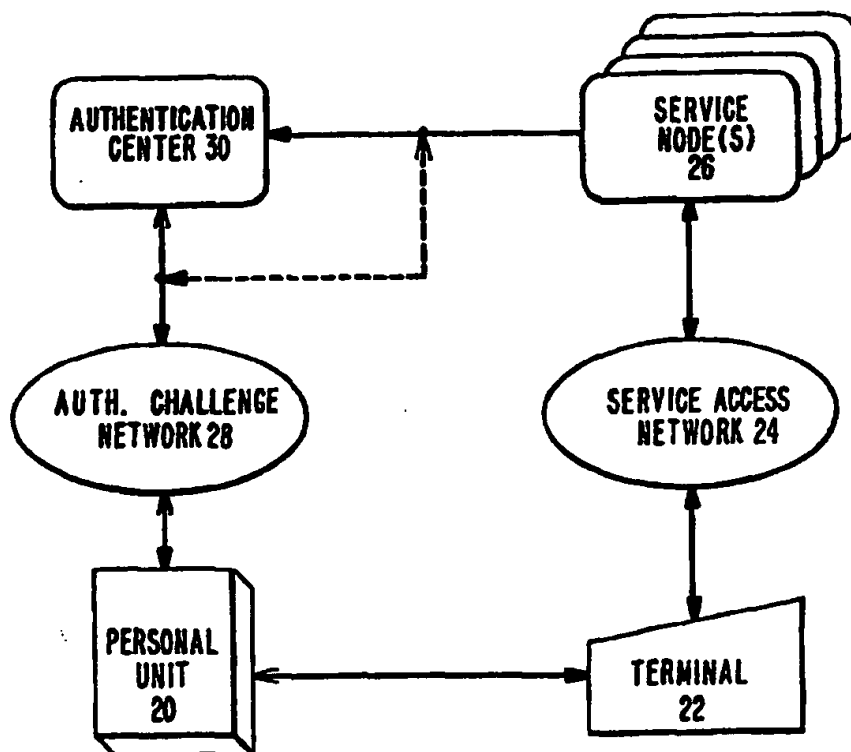 AUTHENTICATION
CENTER 30
SERVICE
NODE(S)
26
AUTH. CHALLENGE
NETWORK 28
SERVICE ACCESS
NETWORK 24
PERSONAL
UNIT
20
TERMINAL
22